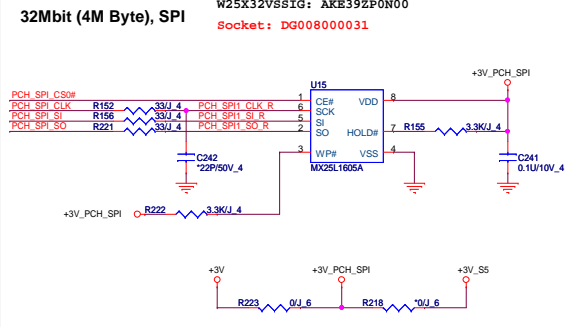 W25X32VSSIG: AKE39ZP0N00
32Mbit (4M Byte), SPI
Socket: DG008000031
+3V_PCH_SPI
U15
PCH_SPI_CS0# 1 CE# VDD 8
PCH_SPI_CLK R152 33/J_4 PCH_SPI1_CLK_R 6 SCK
PCH_SPI_SI R156 33/J_4 PCH_SPI1_SI_R 5 SI
PCH_SPI_SO R221 33/J_4 PCH_SPI1_SO_R 2 SO HOLD# 7 R155 3.3K/J_4
3 WP# VSS 4
C242
*22P/50V_4
MX25L1605A
C241
0.1U/10V_4
+3V_PCH_SPI R222 3.3K/J_4
+3V +3V_PCH_SPI +3V_S5
R223 0/J_6 R218 *0/J_6